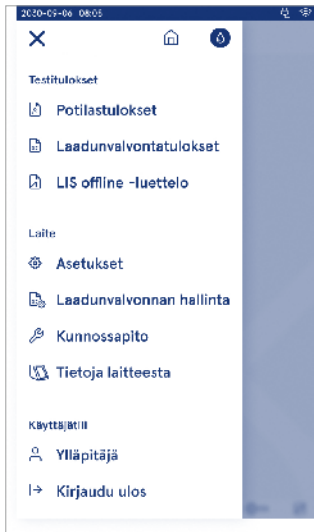 2020-09-06 08:05
Testitulokset
Potilastulokset
Laadunvalvontatulokset
LIS offline -luettelo
Laite
Asetukset
Laadunvalvonnan hallinta
Kunnossapito
Tietoja laitteesta
Käyttäjätili
Ylläpitäjä
Kirjaudu ulos